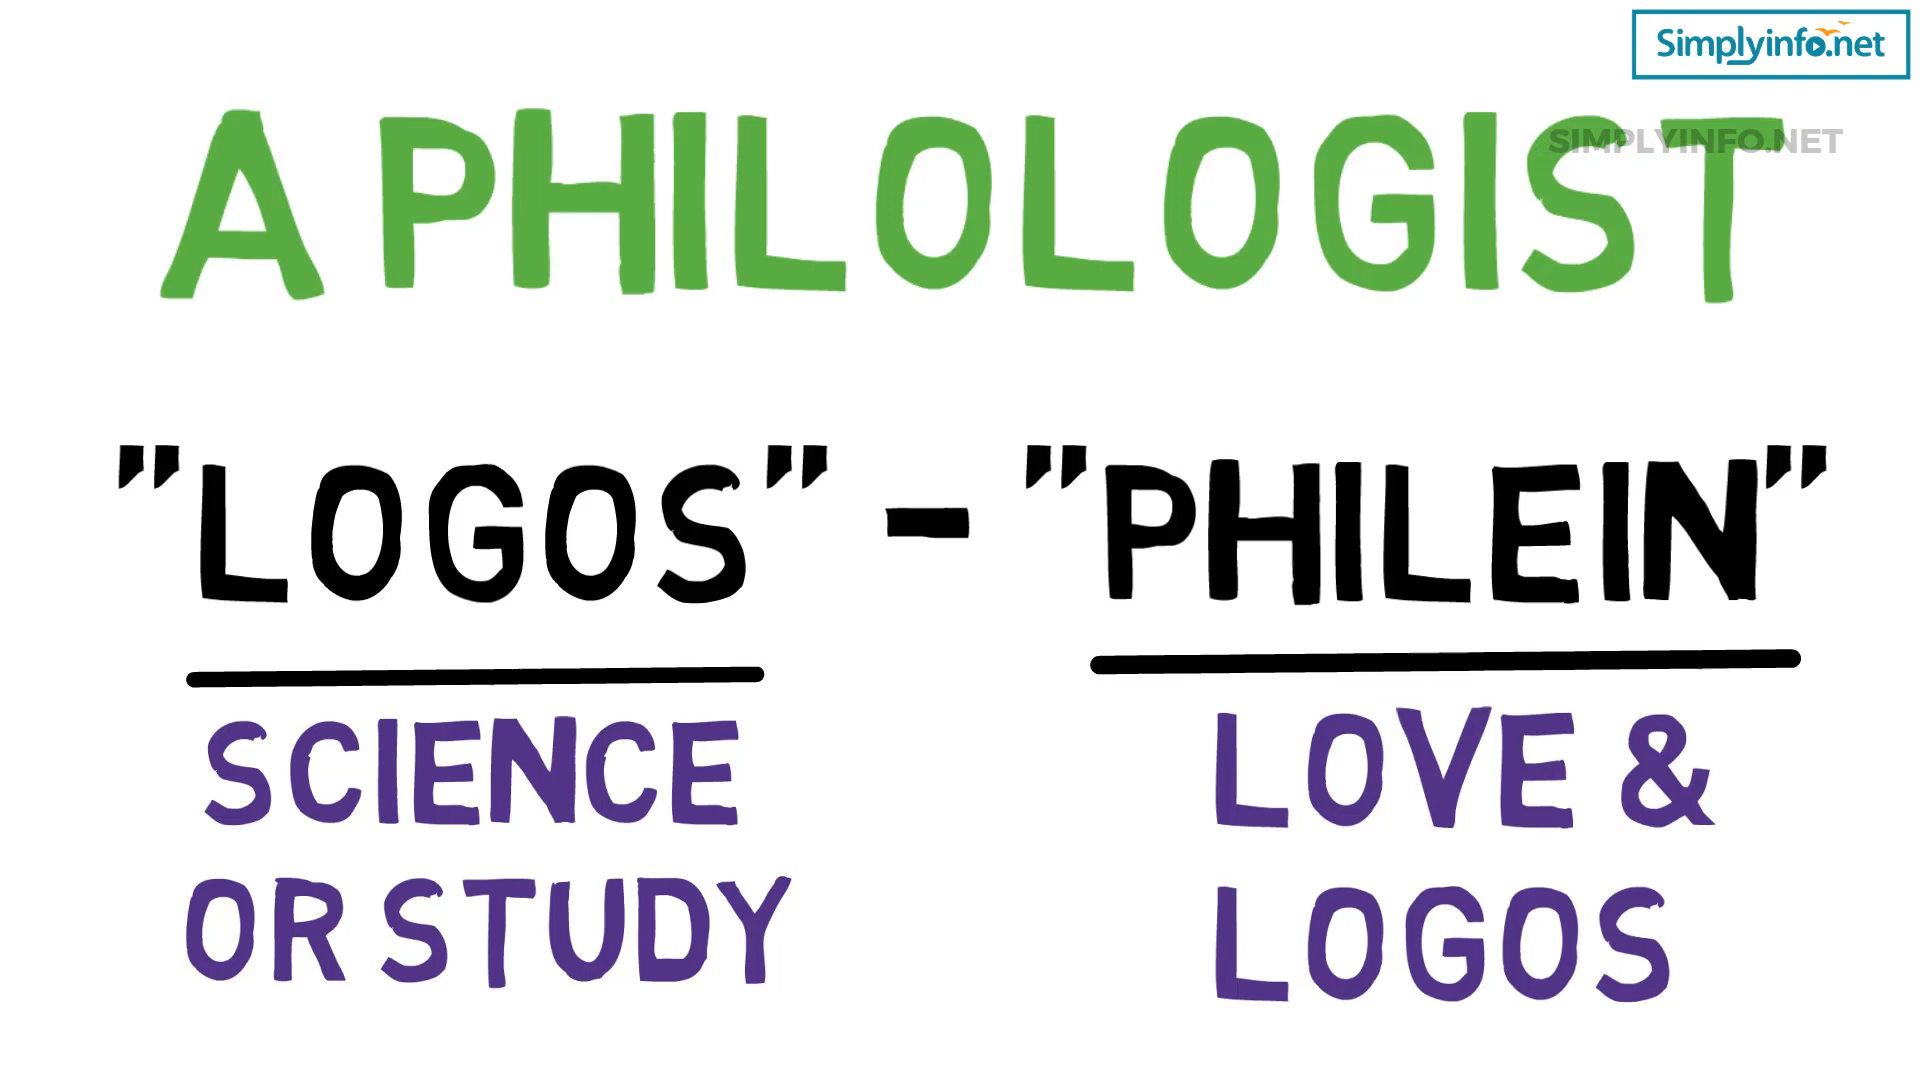 Simplyinfo.net
SIMPLYINFO.NET
A PHILOLOGIST
"LOGOS" - "PHILEIN"
SCIENCE
OR STUDY
LOVE &
LOGOS